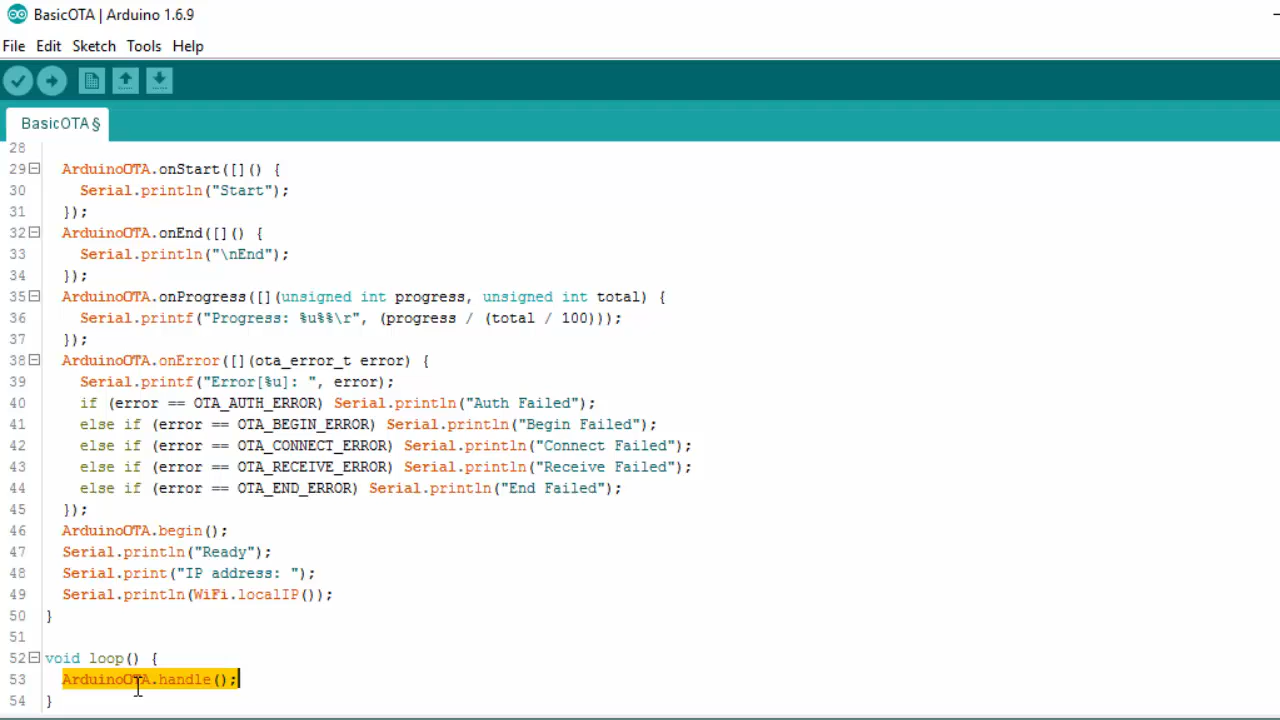 BasicOTA | Arduino 1.6.9
File Edit Sketch Tools Help
BasicOTA §
28
29 ArduinoOTA.onStart([]() {
30 Serial.println("Start");
31 });
32 ArduinoOTA.onEnd([]() {
33 Serial.println("\nEnd");
34 });
35 ArduinoOTA.onProgress([](unsigned int progress, unsigned int total) {
36 Serial.printf("Progress: %u%%\r", (progress / (total / 100)));
37 });
38 ArduinoOTA.onError([](ota_error_t error) {
39 Serial.printf("Error[%u]: ", error);
40 if (error == OTA_AUTH_ERROR) Serial.println("Auth Failed");
41 else if (error == OTA_BEGIN_ERROR) Serial.println("Begin Failed");
42 else if (error == OTA_CONNECT_ERROR) Serial.println("Connect Failed");
43 else if (error == OTA_RECEIVE_ERROR) Serial.println("Receive Failed");
44 else if (error == OTA_END_ERROR) Serial.println("End Failed");
45 });
46 ArduinoOTA.begin();
47 Serial.println("Ready");
48 Serial.print("IP address: ");
49 Serial.println(WiFi.localIP());
50 }
51
52 void loop() {
53 ArduinoOTA.handle();
54 }